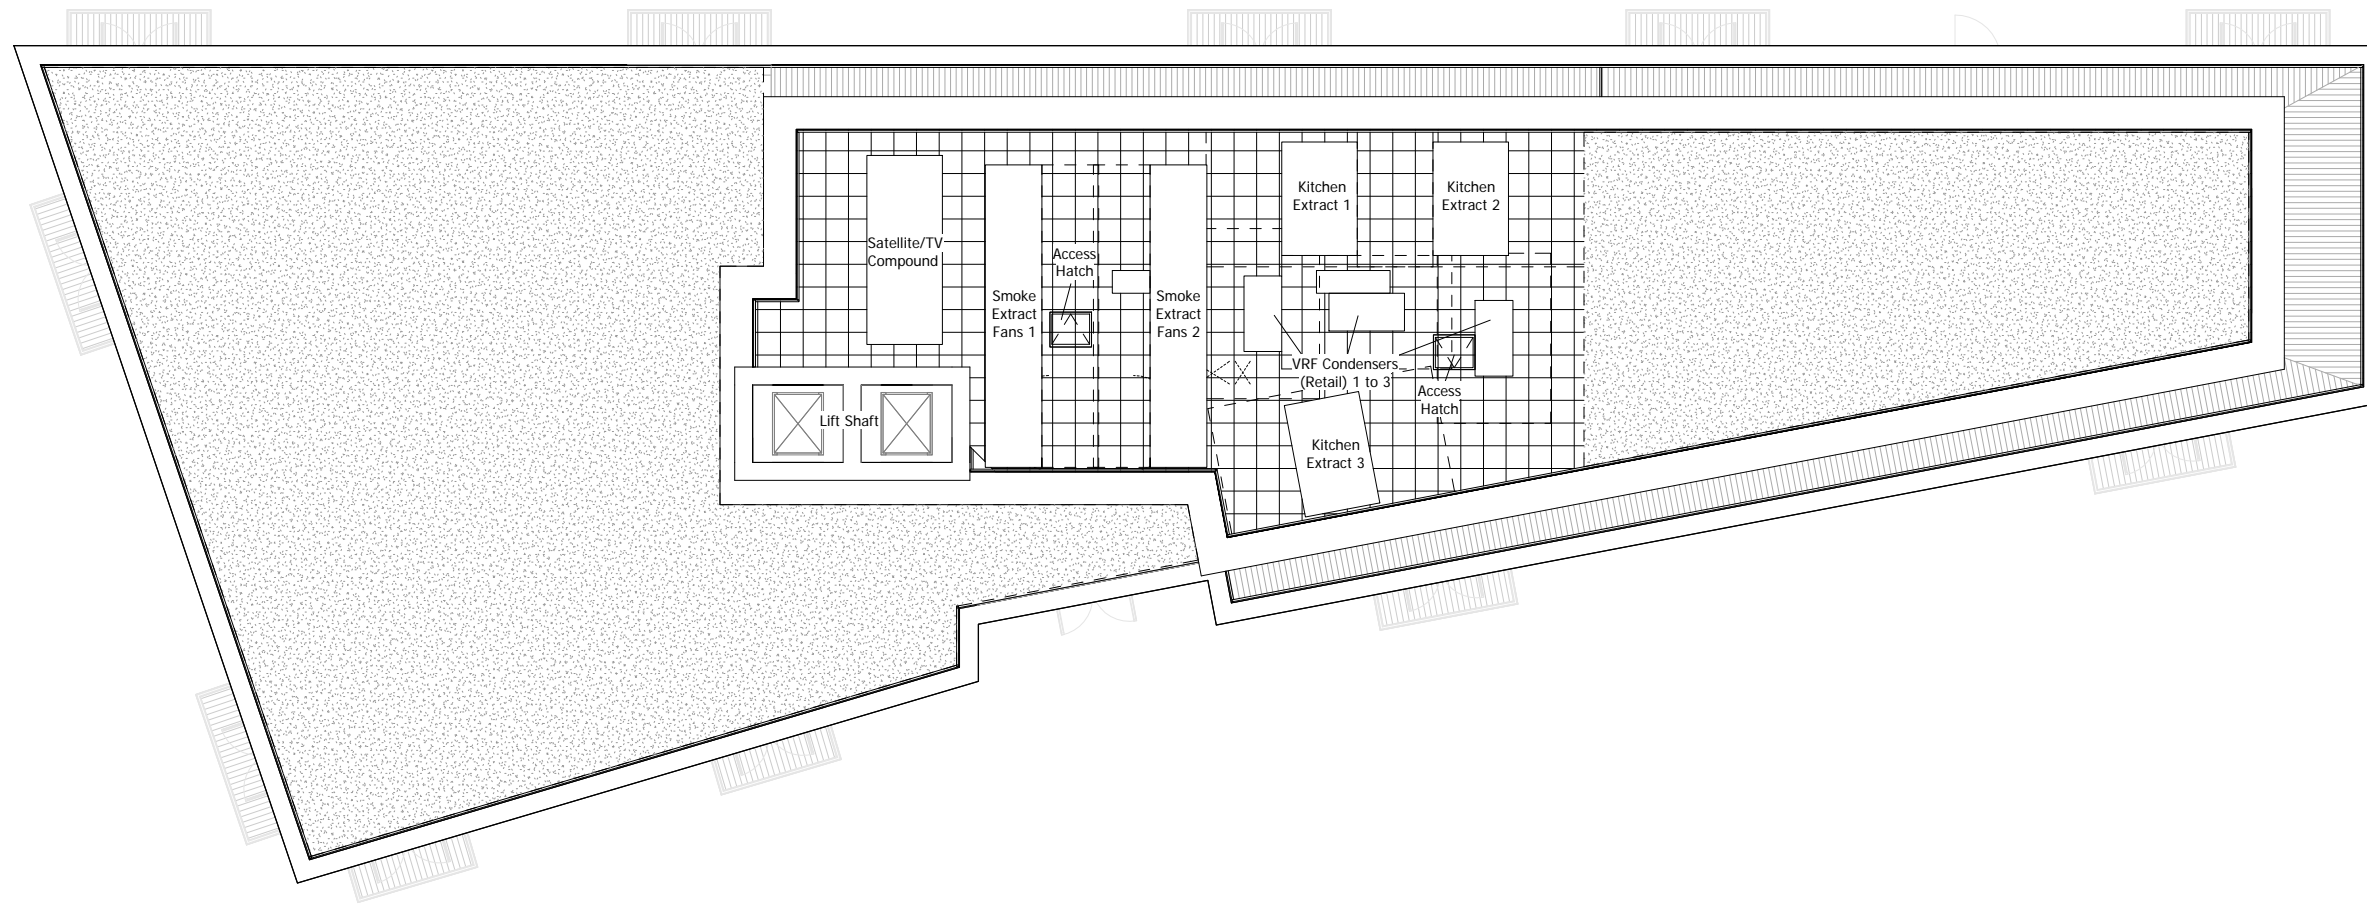 Kitchen
Extract 1
Kitchen
Extract 2
Satellite/TV
Compound
Access
Hatch
Smoke
Extract
Fans 1
Smoke
Extract
Fans 2
VRF Condensers
(Retail) 1 to 3
Access
Hatch
Lift Shaft
Kitchen
Extract 3